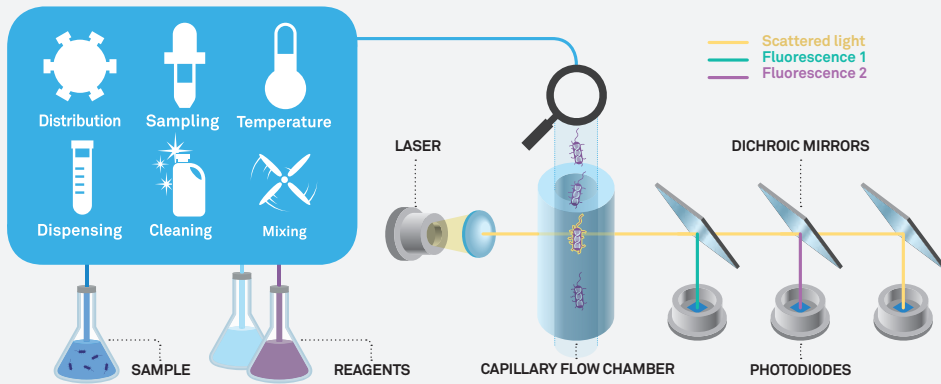 Distribution
Sampling
Temperature
Dispensing
Cleaning
Mixing
Scattered light
Fluorescence 1
Fluorescence 2
LASER
DICHROIC MIRRORS
SAMPLE
REAGENTS
CAPILLARY FLOW CHAMBER
PHOTODIODES